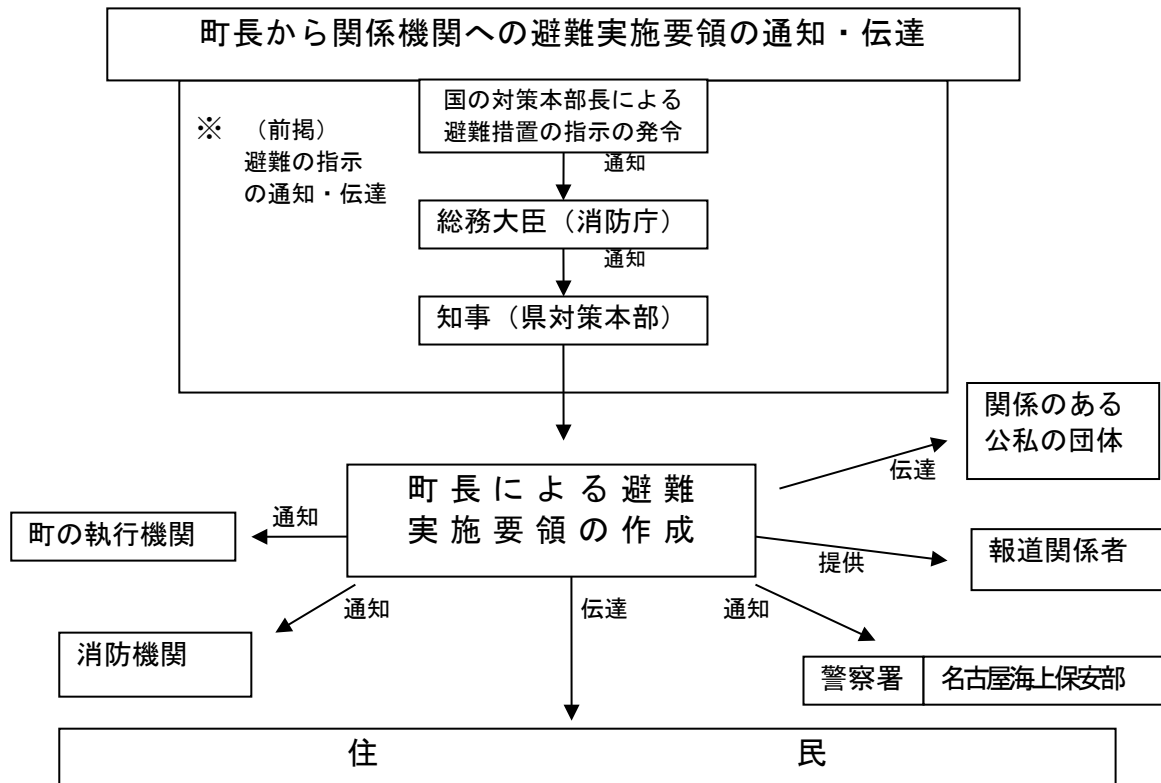 町長から関係機関への避難実施要領の通知・伝達
国の対策本部長による
避難措置の指示の発令
※ (前掲)
避難の指示
の通知・伝達
通知
総務大臣(消防庁)
通知
知事(県対策本部)
関係のある
公私の団体
伝達
町長による避難
実施要領の作成
通知
町の執行機関
提供
報道関係者
通知
伝達
通知
消防機関
警察署
名古屋海上保安部
住 民